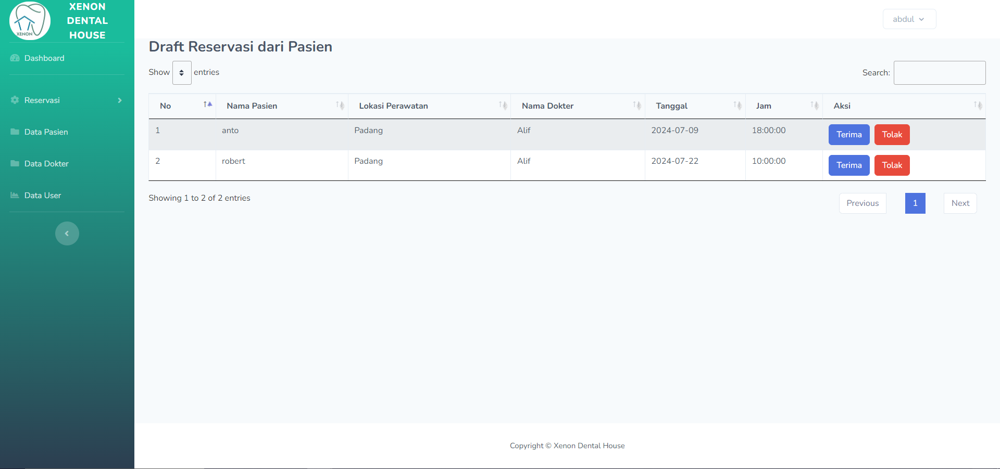 XENON
XENON
DENTAL
HOUSE
abdul
Dashboard
Reservasi
Data Pasien
Data Dokter
Data User
Draft Reservasi dari Pasien
Show entries
Search:
No Nama Pasien Lokasi Perawatan Nama Dokter Tanggal Jam Aksi
1 anto Padang Alif 2024-07-09 18:00:00 Terima Tolak
2 robert Padang Alif 2024-07-22 10:00:00 Terima Tolak
Showing 1 to 2 of 2 entries
Previous 1 Next
Copyright © Xenon Dental House